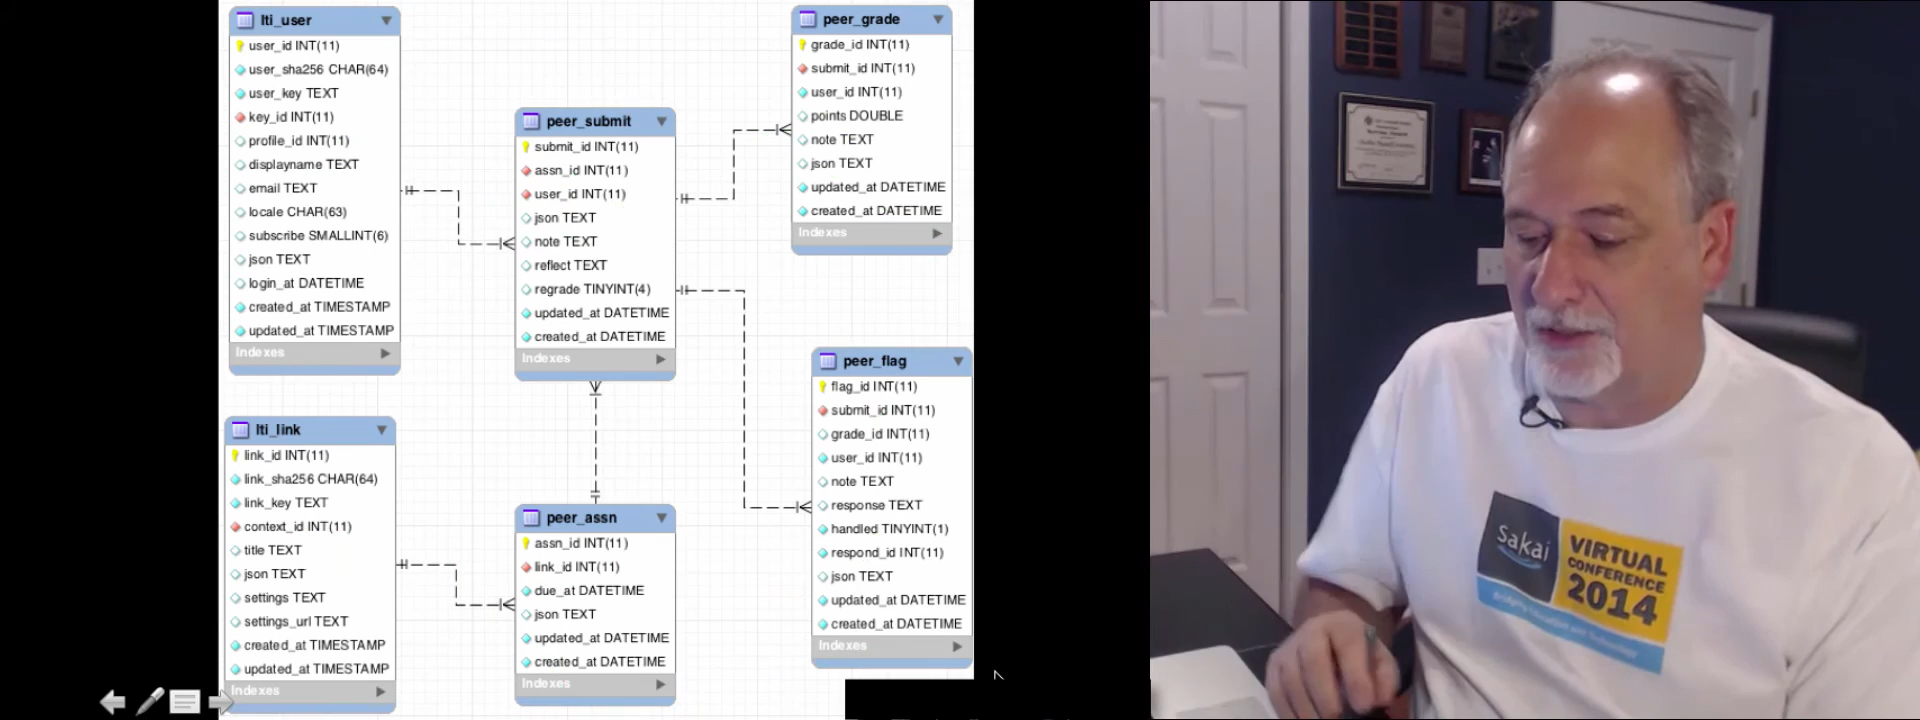 lti_user
user_id INT(11)
user_sha256 CHAR(64)
user_key TEXT
key_id INT(11)
profile_id INT(11)
displayname TEXT
email TEXT
locale CHAR(63)
subscribe SMALLINT(6)
json TEXT
login_at DATETIME
created_at TIMESTAMP
updated_at TIMESTAMP
Indexes
lti_link
link_id INT(11)
link_sha256 CHAR(64)
link_key TEXT
context_id INT(11)
title TEXT
json TEXT
settings TEXT
settings_url TEXT
created_at TIMESTAMP
updated_at TIMESTAMP
Indexes
peer_submit
submit_id INT(11)
assn_id INT(11)
user_id INT(11)
json TEXT
note TEXT
reflect TEXT
regrade TINYINT(4)
updated_at DATETIME
created_at DATETIME
Indexes
peer_assn
assn_id INT(11)
link_id INT(11)
due_at DATETIME
json TEXT
updated_at DATETIME
created_at DATETIME
Indexes
peer_grade
grade_id INT(11)
submit_id INT(11)
user_id INT(11)
points DOUBLE
note TEXT
json TEXT
updated_at DATETIME
created_at DATETIME
Indexes
peer_flag
flag_id INT(11)
submit_id INT(11)
grade_id INT(11)
user_id INT(11)
note TEXT
response TEXT
handled TINYINT(1)
respond_id INT(11)
json TEXT
updated_at DATETIME
created_at DATETIME
Indexes
Sakai
VIRTUAL
CONFERENCE
2014